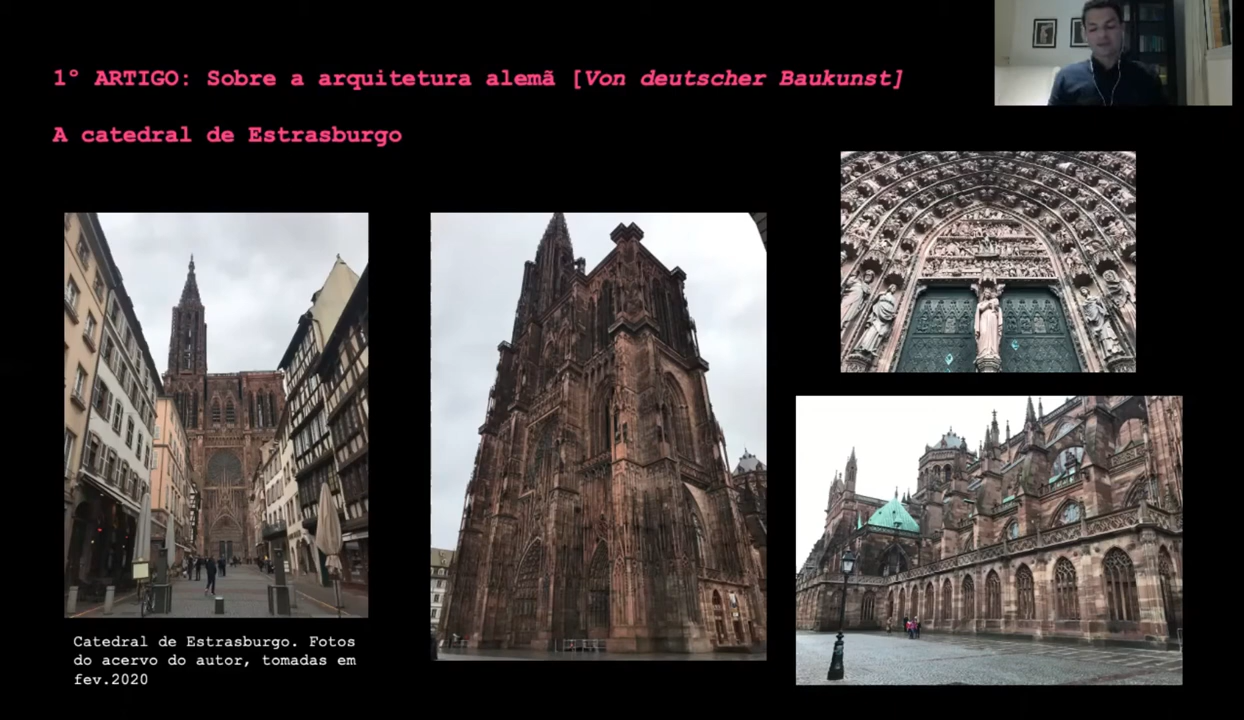 1º ARTIGO: Sobre a arquitetura alemã [Von deutscher Baukunst]
A catedral de Estrasburgo
Catedral de Estrasburgo. Fotos
do acervo do autor, tomadas em
fev.2020